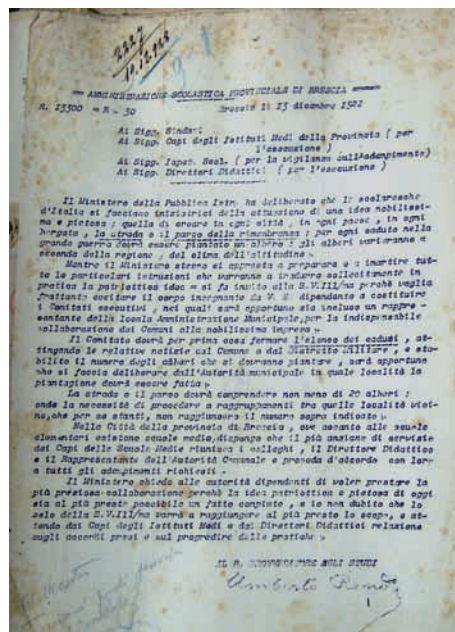 2227
AMMINISTRAZIONE SCOLASTICA PROVINCIALE DI BRESCIA
N. 13300 = R - 30 Brescia li 13 dicembre 1922
Ai Sigg. Sindaci
Ai Sigg. Capi degli Istituti Medi della Provincia ( per
l'esecuzione )
Ai Sigg. Ispet. Scol. ( per la vigilanza sull'adempimento)
Ai Sigg. Direttori Didattici ( per l'esecuzione )
Il Ministero della Pubblica Istr. ha deliberato che le scolaresche
d'Italia si facciano iniziatrici della attuazione di una idea nobilissi-
ma e pietosa : quella di creare in ogni città , in ogni paese , in ogni
borgata , la strada o il parco della rimembranza : per ogni caduto nella
grande guerra dovrà essere piantato un albero : gli alberi varieranno a
seconda della regione , del clima dell'altitudine .
Mentre il Ministero stesso si appresta a preparare e a impartire tut-
te le particolari istruzioni che varranno a tradurre sollecitamente in
pratica la patriottica idea = si fa invito alla S.V.Ill/ma perchè voglia
frattanto eccitare il corpo insegnante da V. S. dipendente a costituire
i Comitati esecutivi , nei quali sarà opportuno sia incluso un rappre =
sentante della locale Amministrazione Municipale, per la indispensabile
collaborazione dei Comuni alla nobilissima impresa .
Il Comitato dovrà per prima cosa formare l'elenco dei caduti , at-
tingendo le relative notizie dal Comune o dal Distretto Militare , e sta-
bilito il numero degli alberi che si dovranno piantare , sarà opportuno
che si faccia deliberare dall'Autorità municipale in quale località la
piantagione dovrà essere fatta .
La strada o il parco dovrà comprendere non meno di 20 alberi :
onde la necessità di procedere a raggruppamenti tra quelle località vici-
ne, che per se stanti, non raggiungessero il numero sopra indicato .
Nelle Città della provincia di Brescia , ove accanto alle scuole
elementari esistono scuole medie, dispongo che il più anziano di servizio
dei Capi delle Scuole Medie riunisca i colleghi , il Direttore Didattico
e il Rappresentante dell'Autorità Comunale e proceda d'accordo con loro
a tutti gli adempimenti richiesti .
Il Ministero chiede alle autorità dipendenti di voler prestare la
più preziosa collaborazione perchè la idea patriottica e pietosa di oggi
sia al più presto possibile un fatto compiuto , e io non dubito che lo
zelo della S.V.Ill/ma varrà a raggiungere al più presto lo scopo, e at-
tendo dai Capi degli Istituti Medi e dai Direttori Didattici relazione
sugli accordi presi e sul progredire delle pratiche .
IL R. PROVVEDITORE AGLI STUDI
Umberto